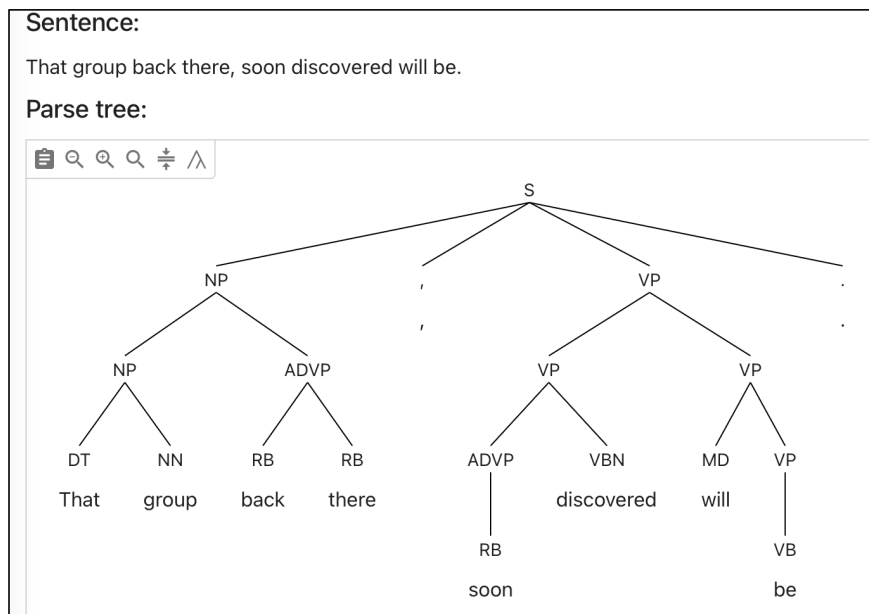 Sentence:
That group back there, soon discovered will be.
Parse tree:
S
NP , VP .
, .
NP ADVP VP VP
DT NN RB RB ADVP VBN MD VP
That group back there discovered will
RB VB
soon be